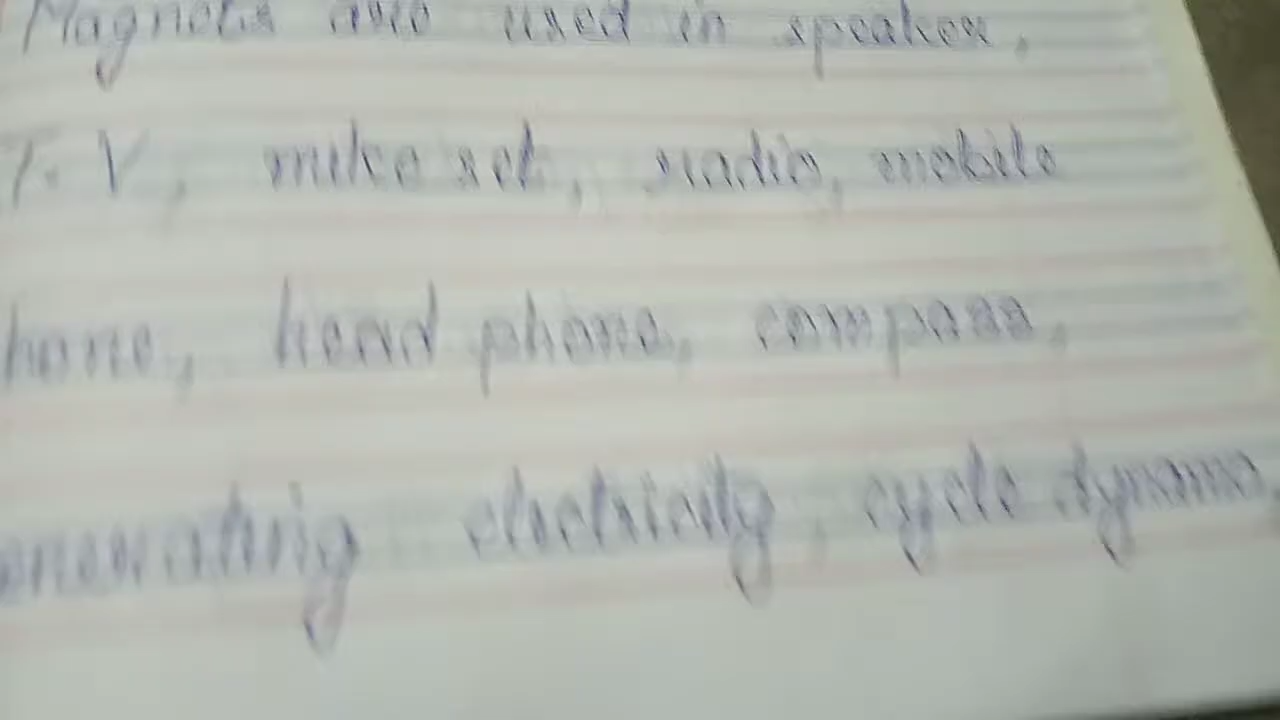 Magnets are used in speaker,
T.V, mike set, radio, mobile
hone, head phone, compass,
enerating electricity, cycle dynamo,